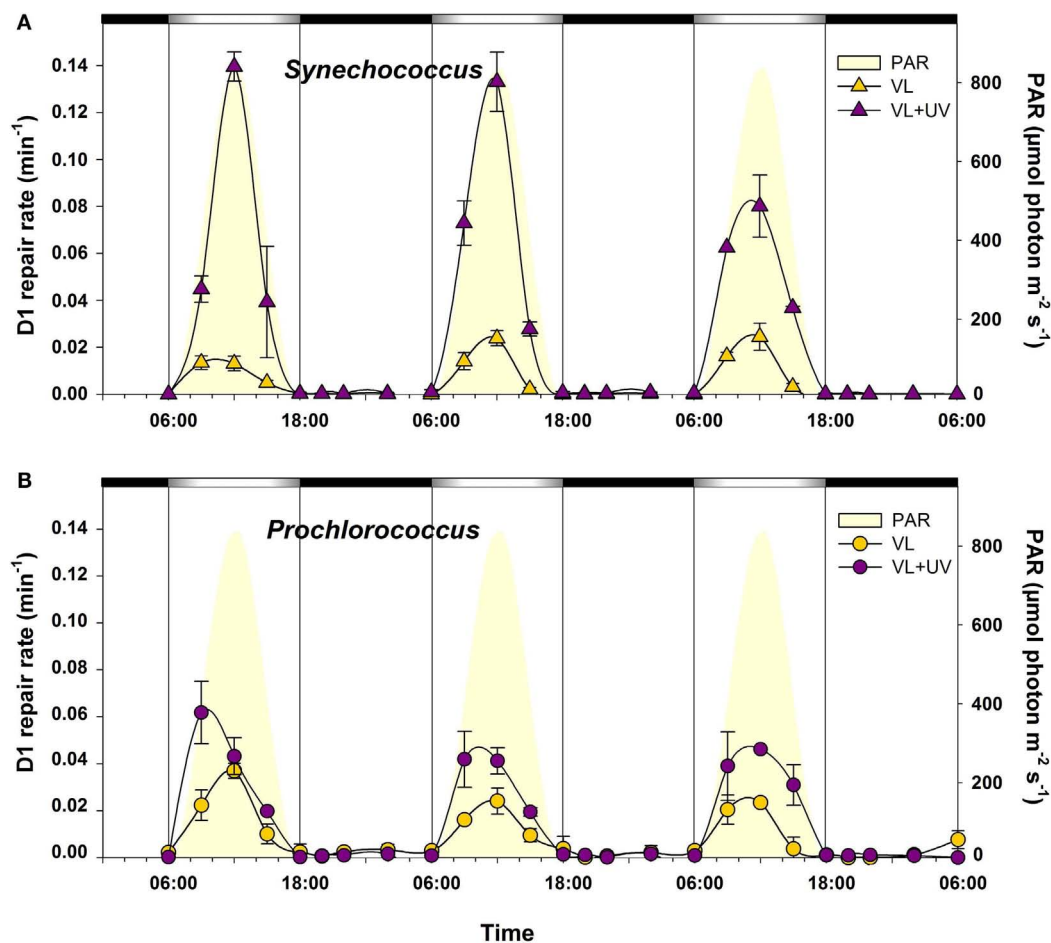 A
Synechococcus
PAR
VL
VL+UV
D1 repair rate (min-1)
0.14
0.12
0.10
0.08
0.06
0.04
0.02
0.00
PAR (µmol photon m-2 s-1)
800
600
400
200
0
06:00 18:00 06:00 18:00 06:00 18:00 06:00
B
Prochlorococcus
PAR
VL
VL+UV
D1 repair rate (min-1)
0.14
0.12
0.10
0.08
0.06
0.04
0.02
0.00
PAR (µmol photon m-2 s-1)
800
600
400
200
0
06:00 18:00 06:00 18:00 06:00 18:00 06:00
Time